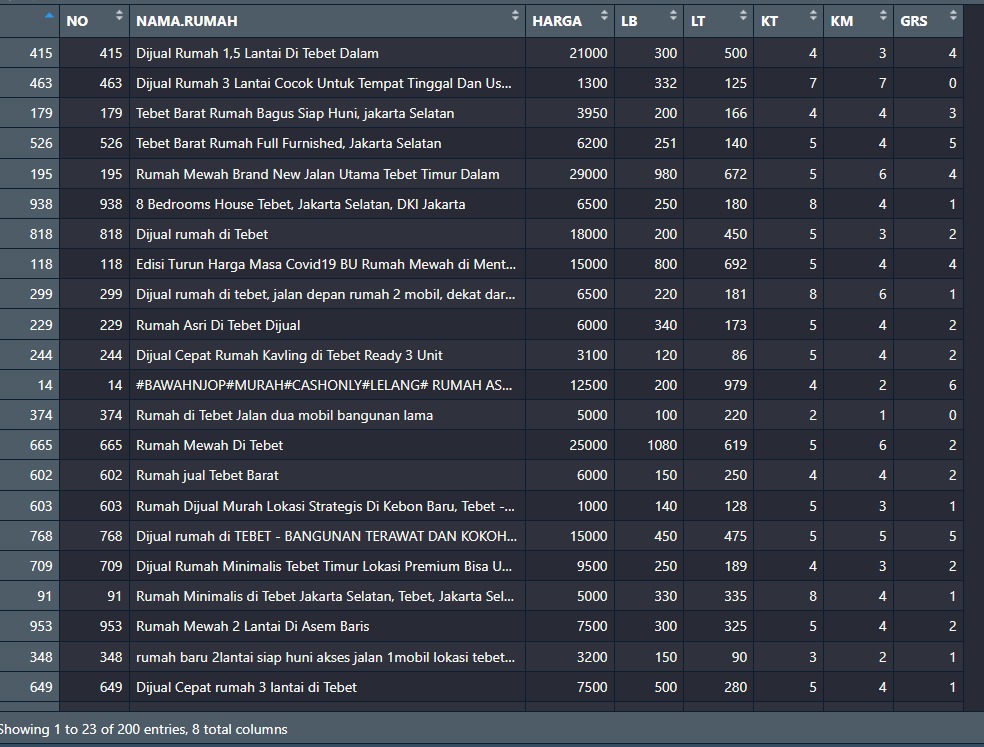 NO NAMA.RUMAH HARGA LB LT KT KM GRS
415 415 Dijual Rumah 1,5 Lantai Di Tebet Dalam 21000 300 500 4 3 4
463 463 Dijual Rumah 3 Lantai Cocok Untuk Tempat Tinggal Dan Us... 1300 332 125 7 7 0
179 179 Tebet Barat Rumah Bagus Siap Huni, jakarta Selatan 3950 200 166 4 4 3
526 526 Tebet Barat Rumah Full Furnished, Jakarta Selatan 6200 251 140 5 4 5
195 195 Rumah Mewah Brand New Jalan Utama Tebet Timur Dalam 29000 980 672 5 6 4
938 938 8 Bedrooms House Tebet, Jakarta Selatan, DKI Jakarta 6500 250 180 8 4 1
818 818 Dijual rumah di Tebet 18000 200 450 5 3 2
118 118 Edisi Turun Harga Masa Covid19 BU Rumah Mewah di Ment... 15000 800 692 5 4 4
299 299 Dijual rumah di tebet, jalan depan rumah 2 mobil, dekat dar... 6500 220 181 8 6 1
229 229 Rumah Asri Di Tebet Dijual 6000 340 173 5 4 2
244 244 Dijual Cepat Rumah Kavling di Tebet Ready 3 Unit 3100 120 86 5 4 2
14 14 #BAWAHNJOP#MURAH#CASHONLY#LELANG# RUMAH AS... 12500 200 979 4 2 6
374 374 Rumah di Tebet Jalan dua mobil bangunan lama 5000 100 220 2 1 0
665 665 Rumah Mewah Di Tebet 25000 1080 619 5 6 2
602 602 Rumah jual Tebet Barat 6000 150 250 4 4 2
603 603 Rumah Dijual Murah Lokasi Strategis Di Kebon Baru, Tebet -... 1000 140 128 5 3 1
768 768 Dijual rumah di TEBET - BANGUNAN TERAWAT DAN KOKOH... 15000 450 475 5 5 5
709 709 Dijual Rumah Minimalis Tebet Timur Lokasi Premium Bisa U... 9500 250 189 4 3 2
91 91 Rumah Minimalis di Tebet Jakarta Selatan, Tebet, Jakarta Sel... 5000 330 335 8 4 1
953 953 Rumah Mewah 2 Lantai Di Asem Baris 7500 300 325 5 4 2
348 348 rumah baru 2lantai siap huni akses jalan 1mobil lokasi tebet... 3200 150 90 3 2 1
649 649 Dijual Cepat rumah 3 lantai di Tebet 7500 500 280 5 4 1
Showing 1 to 23 of 200 entries, 8 total columns